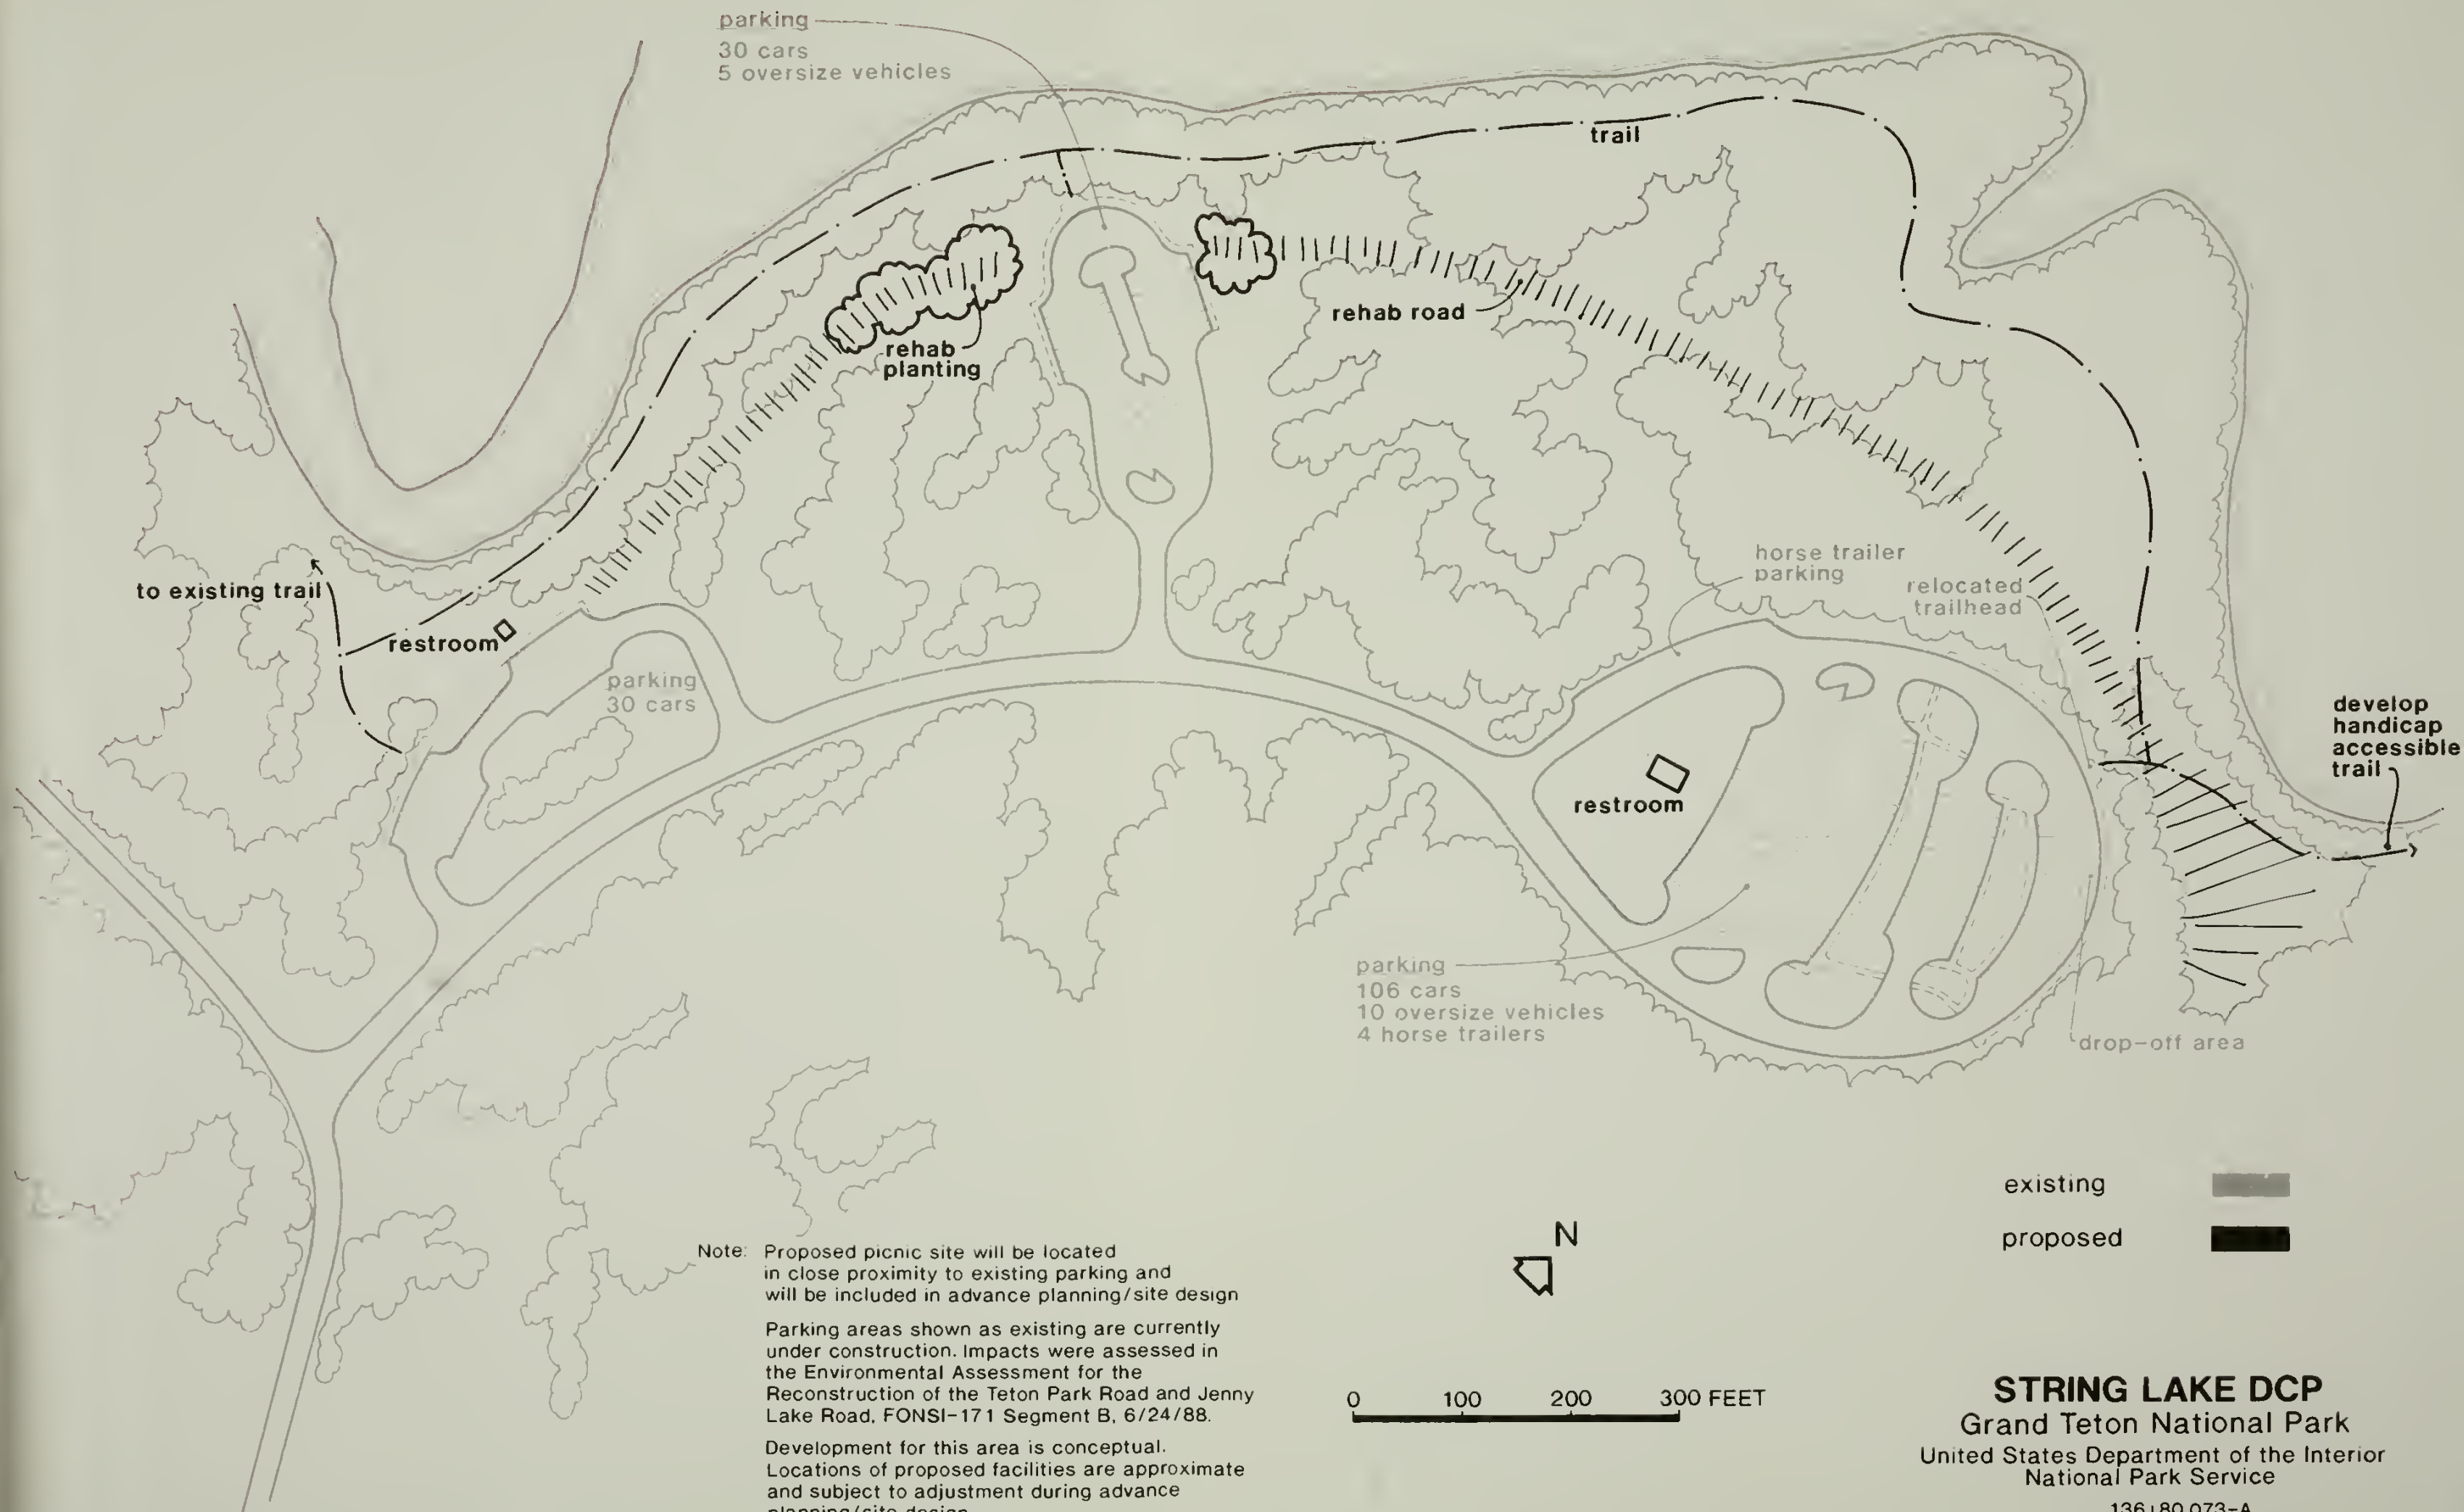 parking
30 cars
5 oversize vehicles
trail
rehab road
rehab
planting
to existing trail
restroom
parking
30 cars
horse trailer
parking
relocated
trailhead
develop
handicap
accessible
trail
restroom
parking
106 cars
10 oversize vehicles
4 horse trailers
drop-off area
existing
proposed
N
Note: Proposed picnic site will be located
in close proximity to existing parking and
will be included in advance planning/site design
Parking areas shown as existing are currently
under construction. Impacts were assessed in
the Environmental Assessment for the
Reconstruction of the Teton Park Road and Jenny
Lake Road, FONSI-171 Segment B, 6/24/88.
Development for this area is conceptual.
Locations of proposed facilities are approximate
and subject to adjustment during advance
planning/site design
0 100 200 300 FEET
STRING LAKE DCP
Grand Teton National Park
United States Department of the Interior
National Park Service
136 | 80,073-A